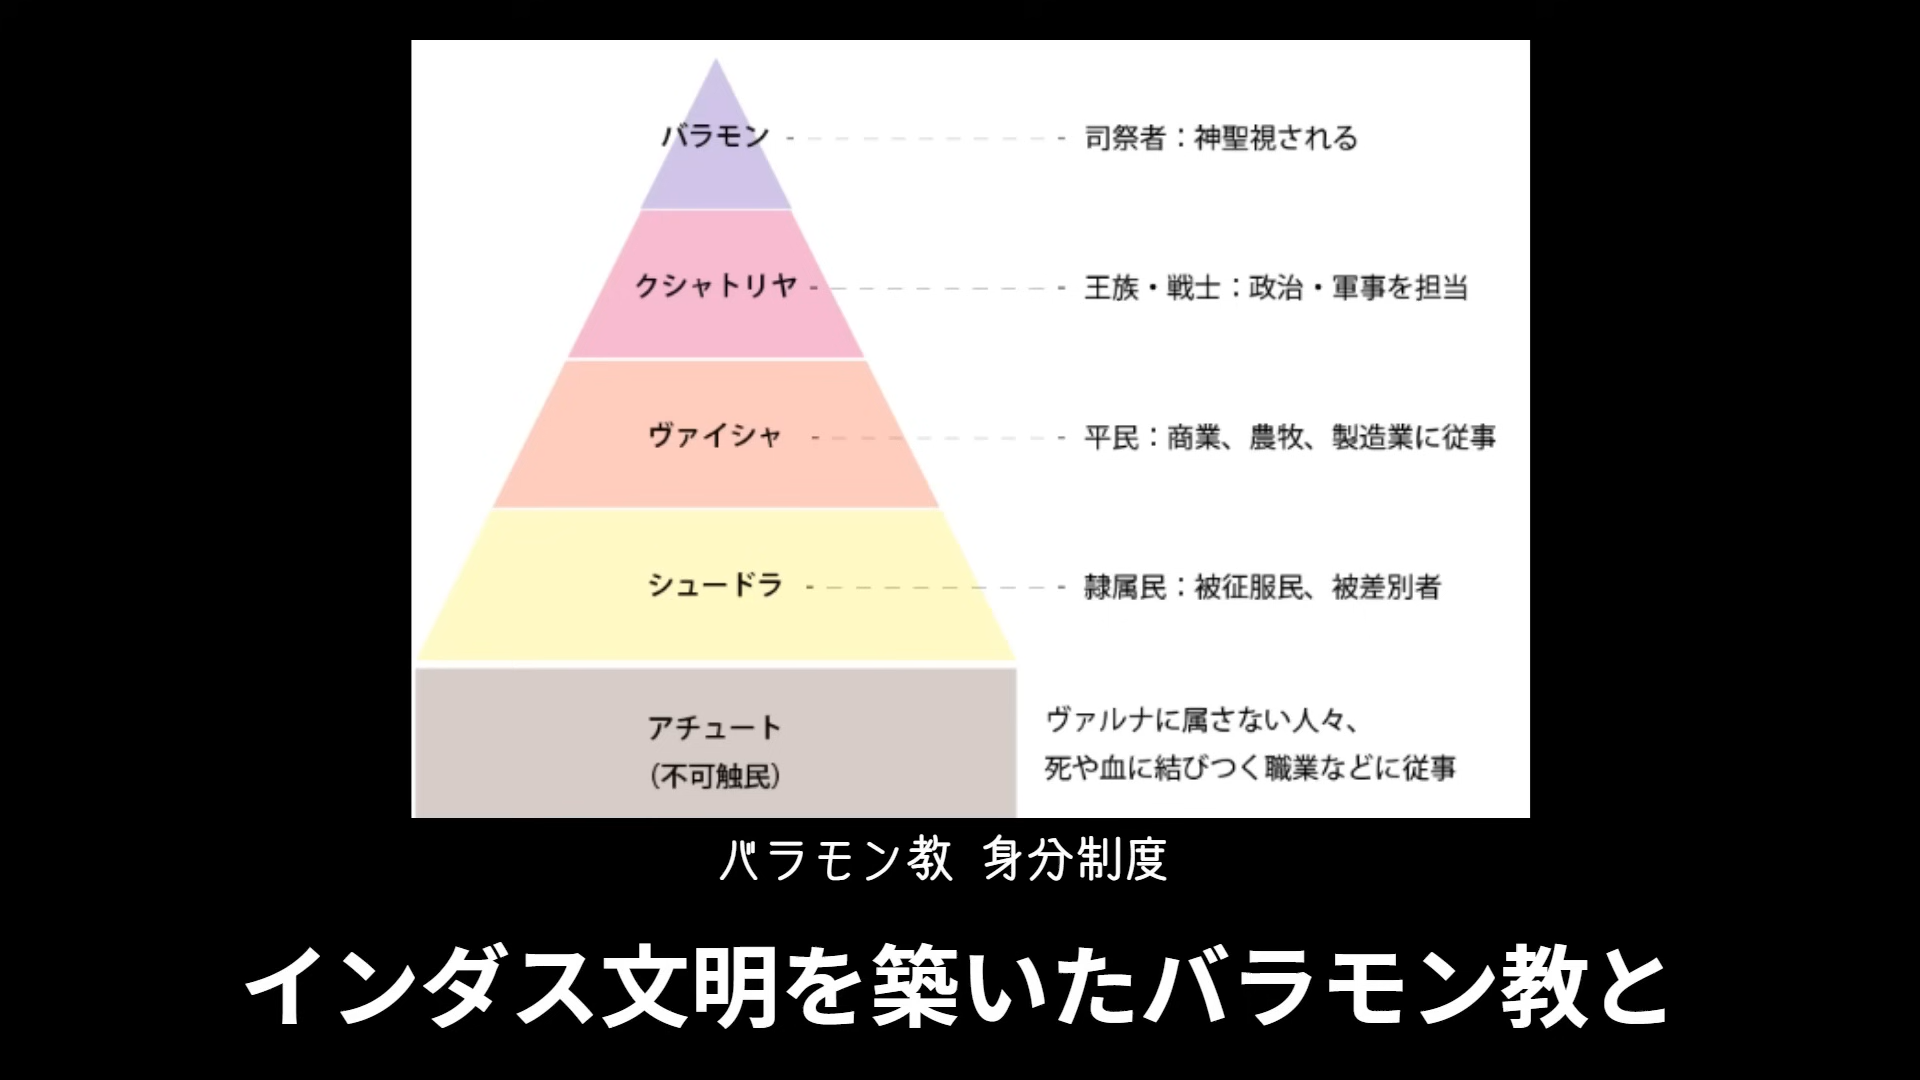 バラモン
司祭者：神聖視される
クシャトリヤ
王族・戦士：政治・軍事を担当
ヴァイシャ
平民：商業、農牧、製造業に従事
シュードラ
隷属民：被征服民、被差別者
アチュート
（不可触民）
ヴァルナに属さない人々、
死や血に結びつく職業などに従事
バラモン教 身分制度
インダス文明を築いたバラモン教と